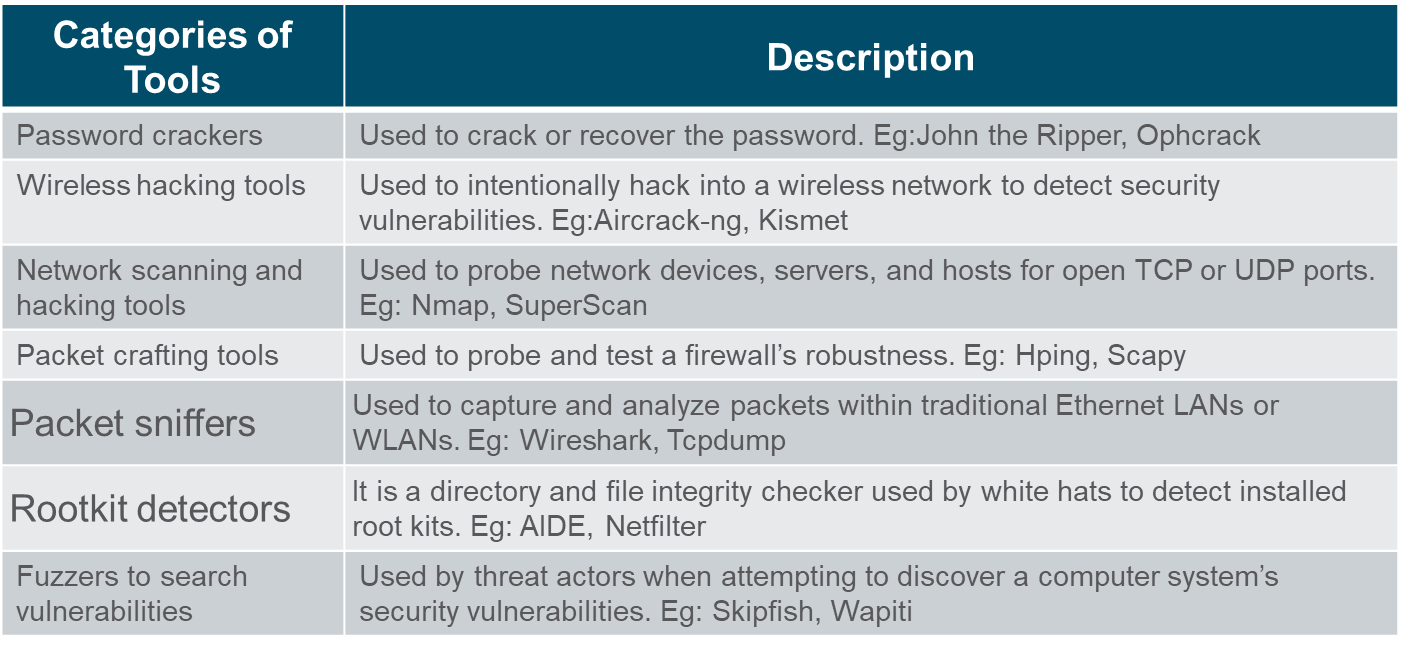 Categories of
Tools
Description
Password crackers
Used to crack or recover the password. Eg:John the Ripper, Ophcrack
Wireless hacking tools
Used to intentionally hack into a wireless network to detect security
vulnerabilities. Eg:Aircrack-ng, Kismet
Network scanning and
hacking tools
Used to probe network devices, servers, and hosts for open TCP or UDP ports.
Eg: Nmap, SuperScan
Packet crafting tools
Used to probe and test a firewall’s robustness. Eg: Hping, Scapy
Packet sniffers
Used to capture and analyze packets within traditional Ethernet LANs or
WLANs. Eg: Wireshark, Tcpdump
Rootkit detectors
It is a directory and file integrity checker used by white hats to detect installed
root kits. Eg: AIDE, Netfilter
Fuzzers to search
vulnerabilities
Used by threat actors when attempting to discover a computer system’s
security vulnerabilities. Eg: Skipfish, Wapiti